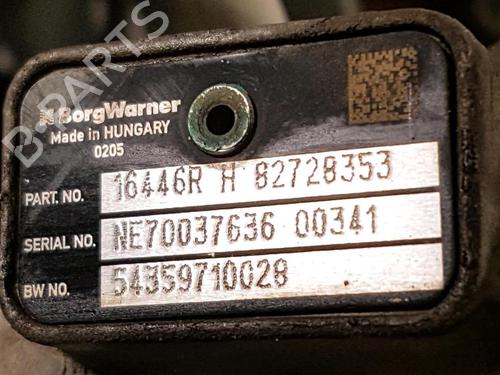 B-PARTS
BorgWarner
Made in HUNGARY
0205
PART. NO. 16446R H 82728353
SERIAL NO. NE70037636 00341
BW NO. 54359710028